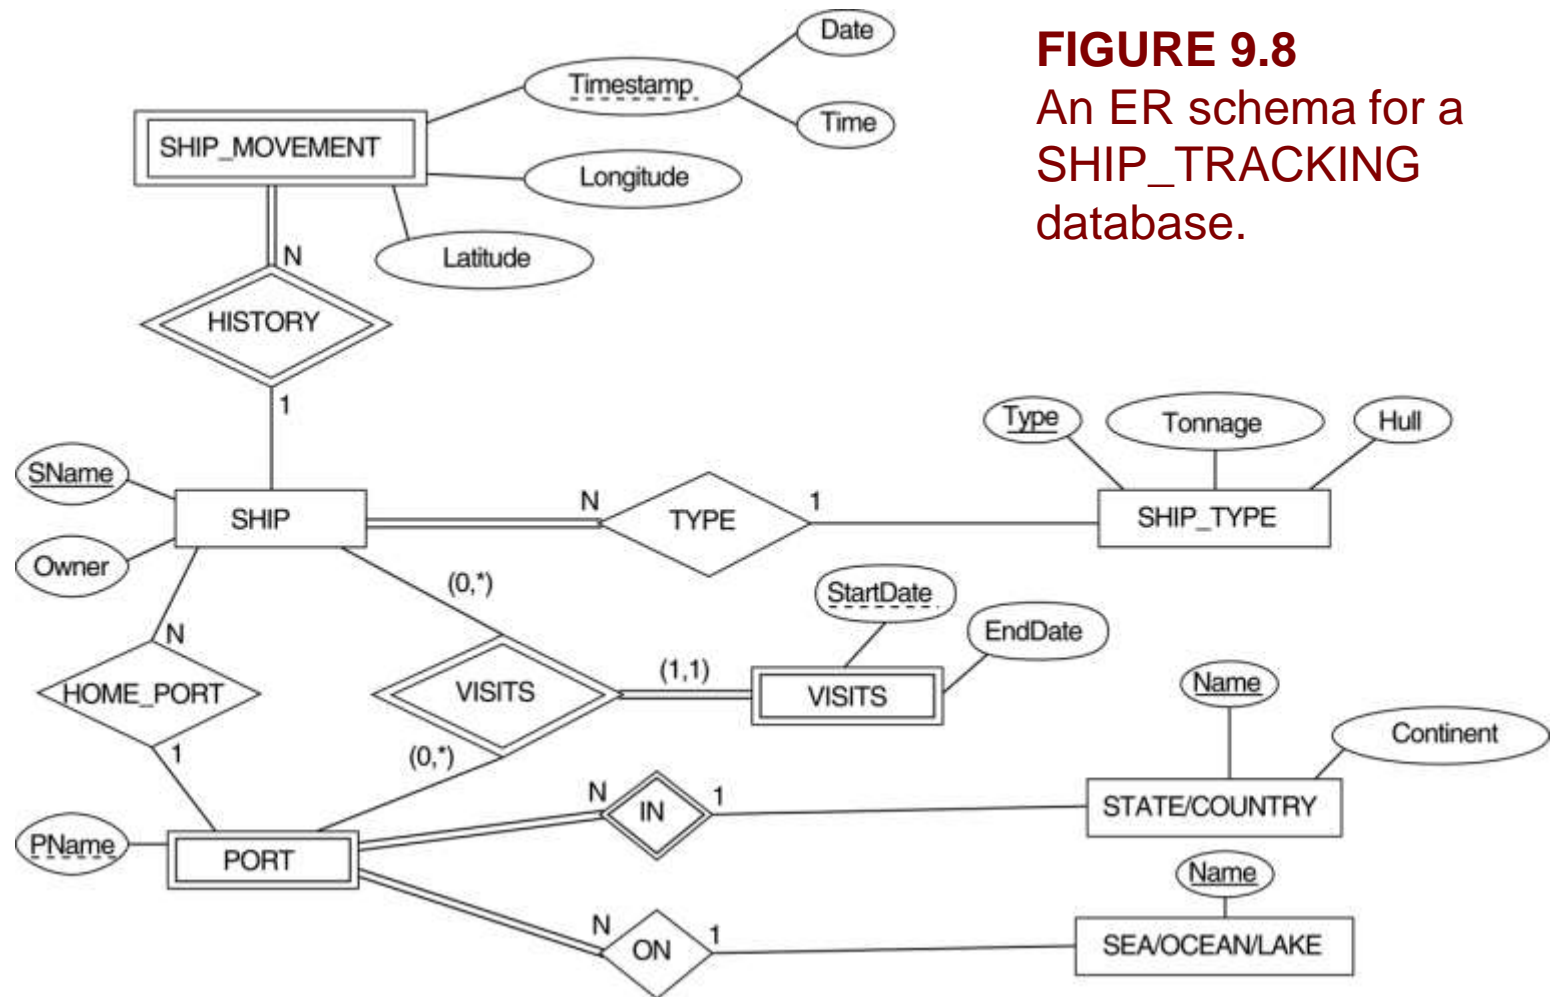 Date
FIGURE 9.8
Timestamp
An ER schema for a
Time
SHIP_MOVEMENT
SHIP_TRACKING
Longitude
database.
N
Latitude
HISTORY
1
Type
Tonnage
Hull
SName
N
1
SHIP
TYPE
SHIP_TYPE
Owner
(0,*)
StartDate
EndDate
N
(1,1)
HOME_PORT
VISITS
VISITS
Name
Continent
1
(0,*)
N
1
IN
STATE/COUNTRY
PName
PORT
Name
N
1
ON
SEA/OCEAN/LAKE